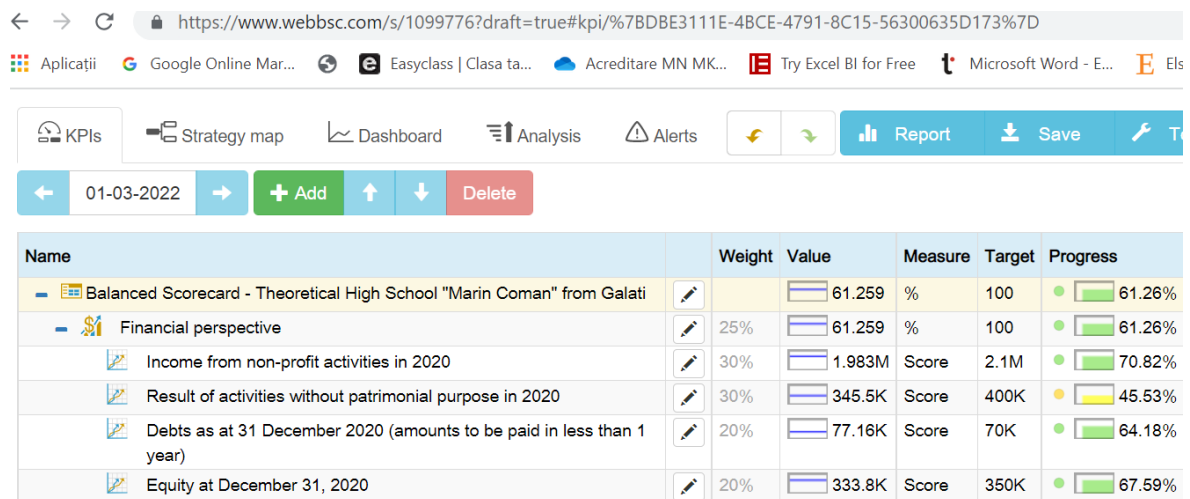 https://www.webbsc.com/s/1099776?draft=true#kpi/%7BDBE3111E-4BCE-4791-8C15-56300635D173%7D
Aplicații Google Online Mar... Easyclass | Clasa ta... Acreditare MN MK... Try Excel BI for Free Microsoft Word - E... Els
KPIs Strategy map Dashboard Analysis Alerts Report Save To
01-03-2022 Add Delete
Name Weight Value Measure Target Progress
Balanced Scorecard - Theoretical High School "Marin Coman" from Galati 61.259 % 100 61.26%
Financial perspective 25% 61.259 % 100 61.26%
Income from non-profit activities in 2020 30% 1.983M Score 2.1M 70.82%
Result of activities without patrimonial purpose in 2020 30% 345.5K Score 400K 45.53%
Debts as at 31 December 2020 (amounts to be paid in less than 1 20% 77.16K Score 70K 64.18%
year)
Equity at December 31, 2020 20% 333.8K Score 350K 67.59%